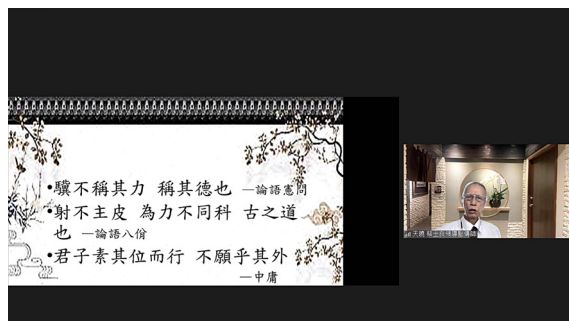 •驥不稱其力 稱其德也 —論語憲問
•射不主皮 為力不同科 古之道
也 —論語八佾
•君子素其位而行 不願乎其外
—中庸